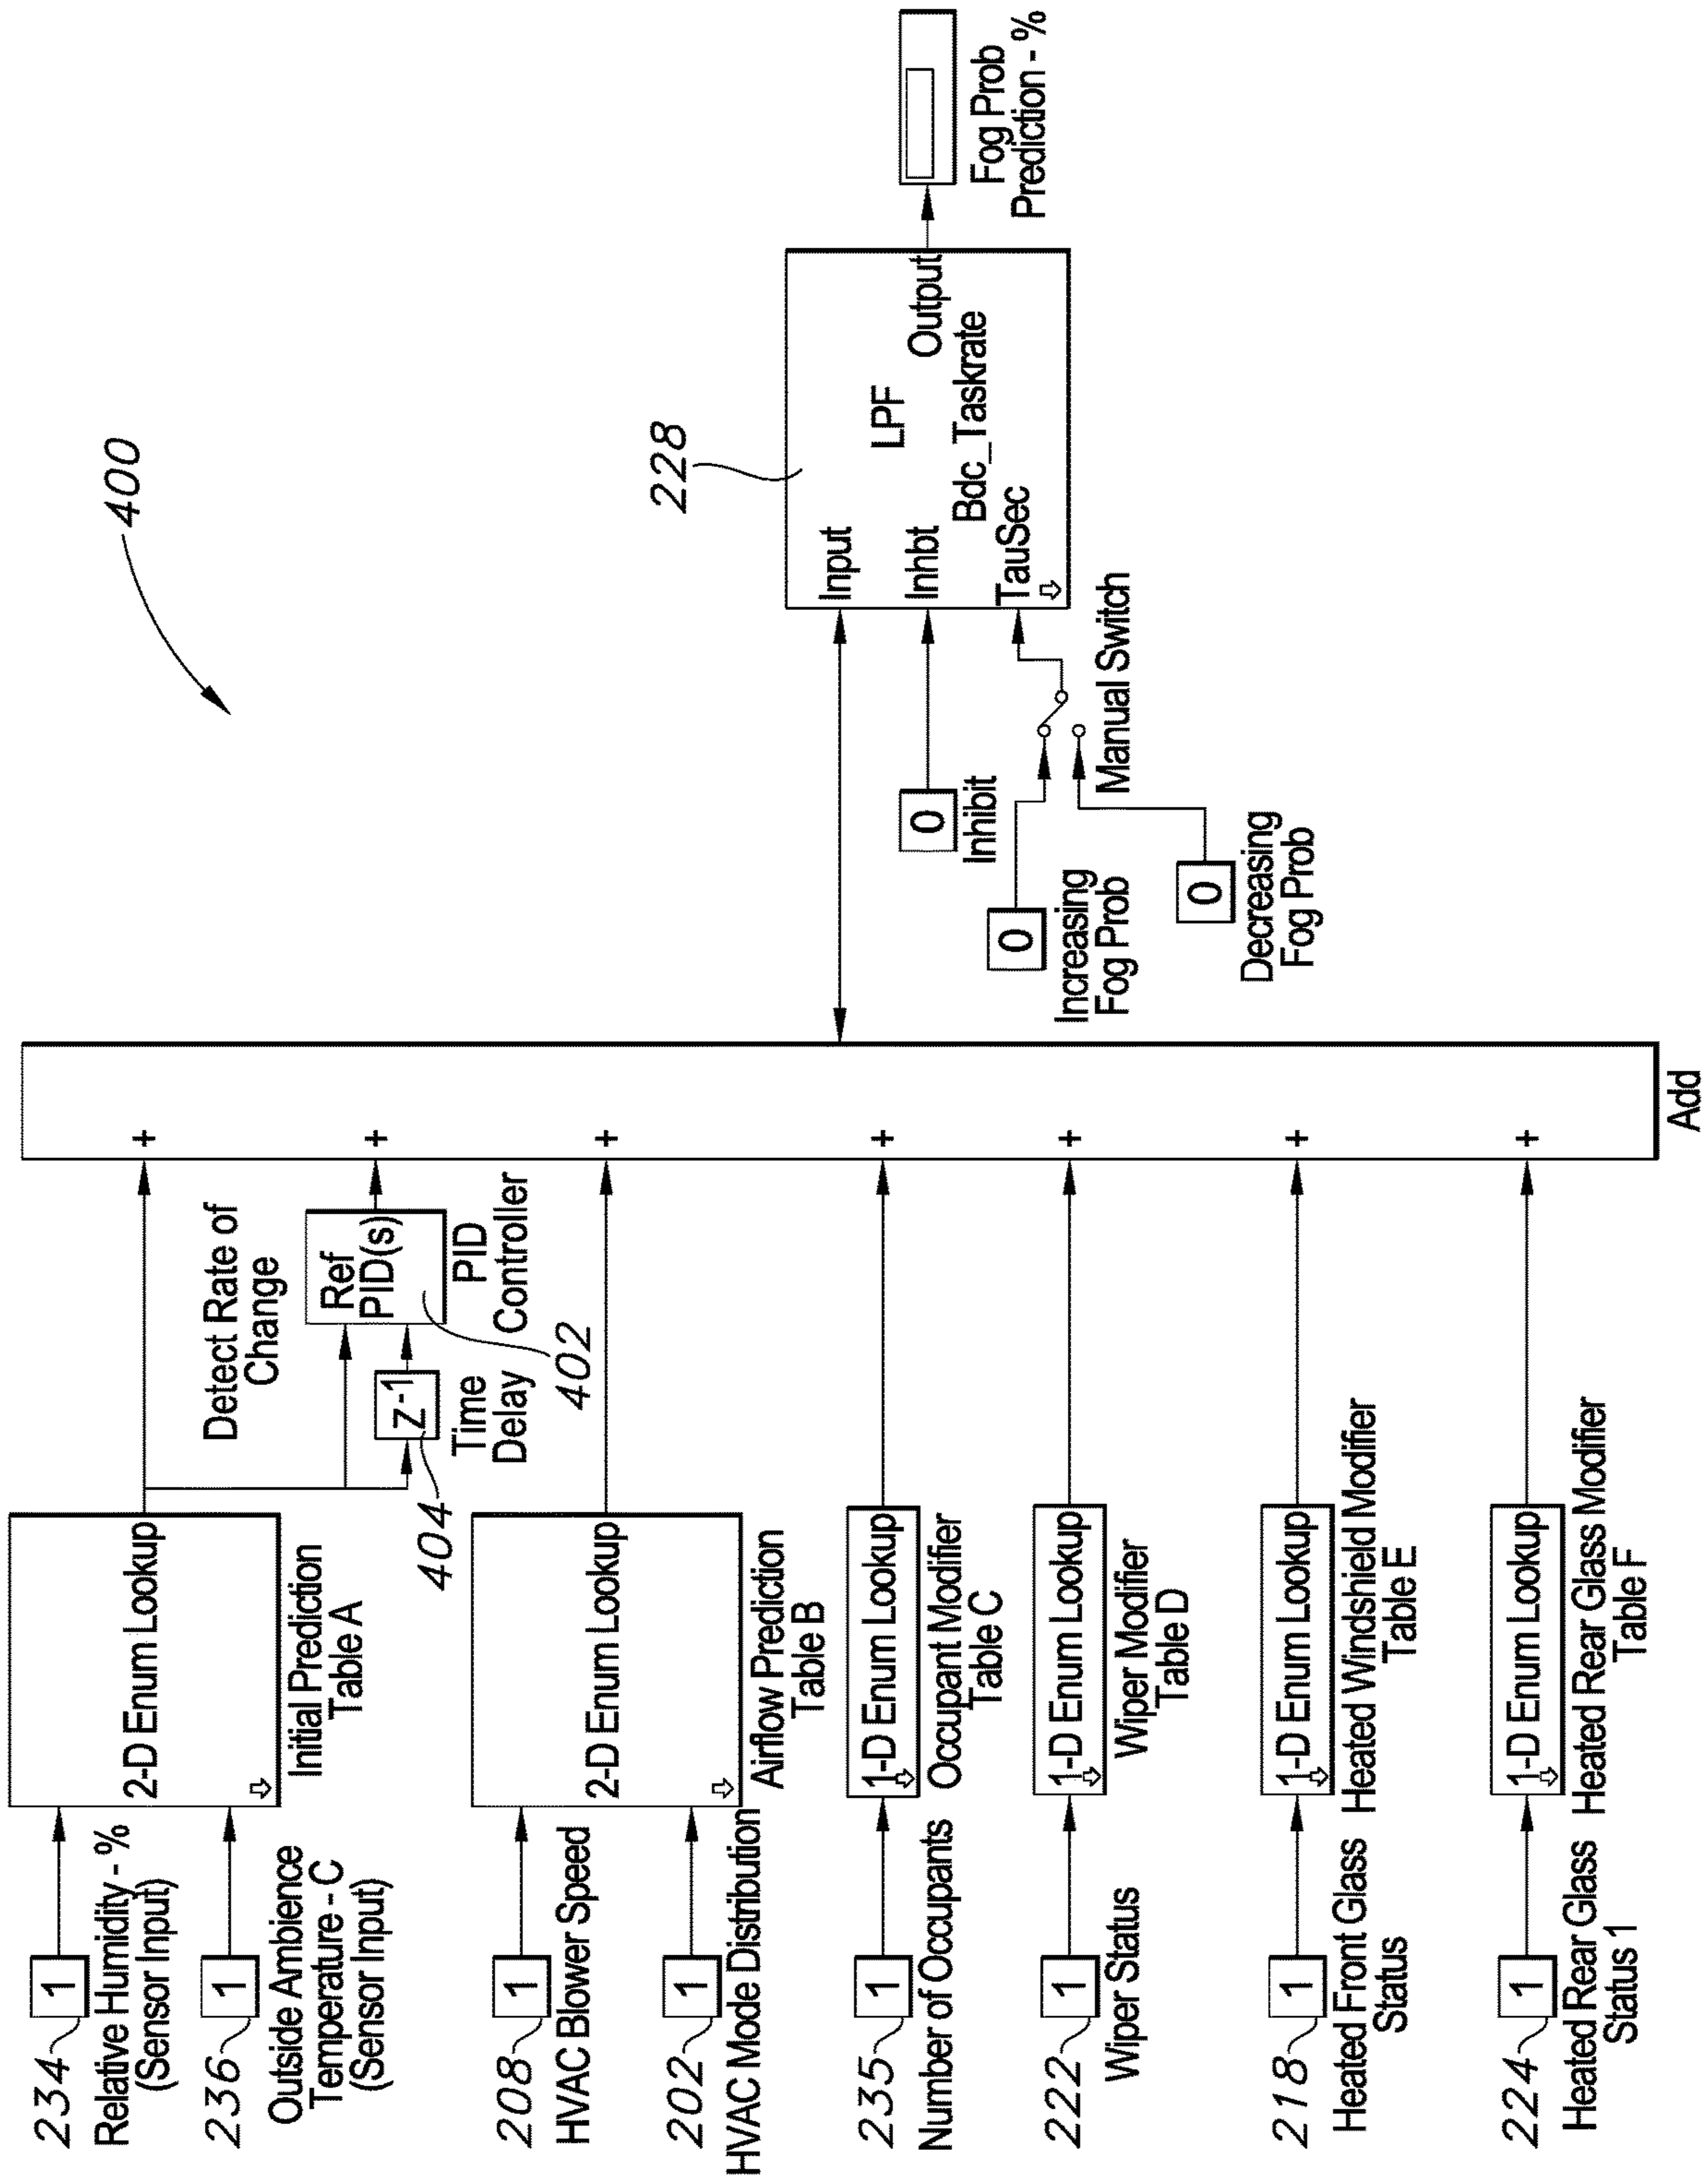 400
234
1
Relative Humidity - %
(Sensor Input)
236
1
Outside Ambience
Temperature - C
(Sensor Input)
2-D Enum Lookup
Initial Prediction
Table A
Detect Rate of
Change
404
z-1
Time
Delay
Ref
PID(s)
PID
Controller
402
208
1
HVAC Blower Speed
202
1
HVAC Mode Distribution
2-D Enum Lookup
Airflow Prediction
Table B
235
1
Number of Occupants
1-D Enum Lookup
Occupant Modifier
Table C
222
1
Wiper Status
1-D Enum Lookup
Wiper Modifier
Table D
218
1
Heated Front Glass
Status
1-D Enum Lookup
Heated Windshield Modifier
Table E
224
1
Heated Rear Glass
Status 1
1-D Enum Lookup
Heated Rear Glass Modifier
Table F
+
+
+
+
+
+
+
Add
0
Inhibit
0
Increasing
Fog Prob
0
Decreasing
Fog Prob
Manual Switch
228
Input
LPF
Inhbt
Output
Bdc_Taskrate
TauSec
Fog Prob
Prediction - %